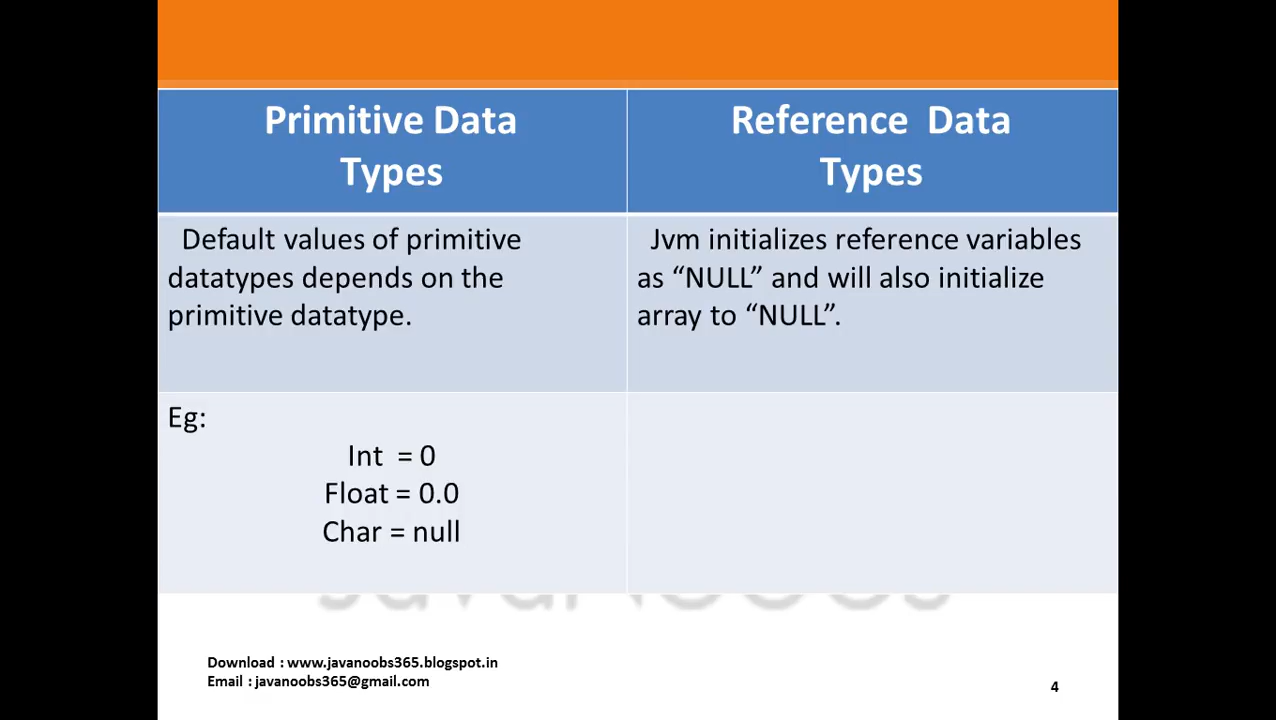 Primitive Data
Types
Reference Data
Types
Default values of primitive
datatypes depends on the
primitive datatype.
Jvm initializes reference variables
as “NULL” and will also initialize
array to “NULL”.
Eg:
Int = 0
Float = 0.0
Char = null
JavaNoobs
Download : www.javanoobs365.blogspot.in
Email : javanoobs365@gmail.com
4